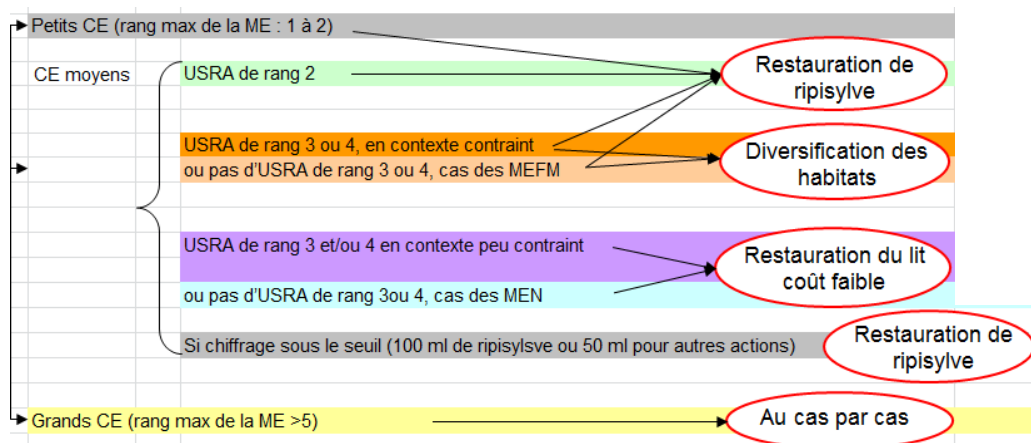 Petits CE (rang max de la ME : 1 à 2)
CE moyens
USRA de rang 2
Restauration de
ripisylve
USRA de rang 3 ou 4, en contexte contraint
ou pas d'USRA de rang 3 ou 4, cas des MEFM
Diversification des
habitats
USRA de rang 3 et/ou 4 en contexte peu contraint
ou pas d'USRA de rang 3ou 4, cas des MEN
Restauration du lit
coût faible
Si chiffrage sous le seuil (100 ml de ripisylsve ou 50 ml pour autres actions)
Restauration de
ripisylve
Grands CE (rang max de la ME >5)
Au cas par cas